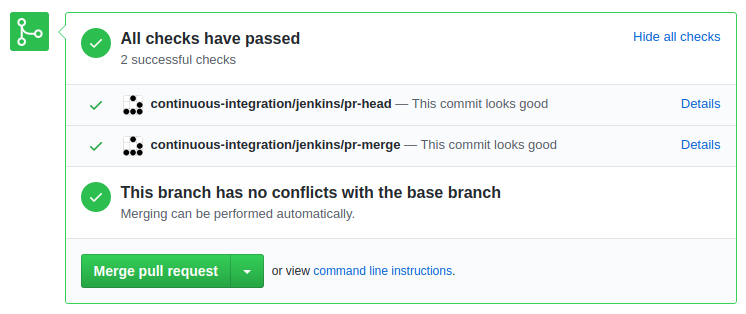 All checks have passed
Hide all checks
2 successful checks
continuous-integration/jenkins/pr-head — This commit looks good
Details
continuous-integration/jenkins/pr-merge — This commit looks good
Details
This branch has no conflicts with the base branch
Merging can be performed automatically.
Merge pull request
or view command line instructions.